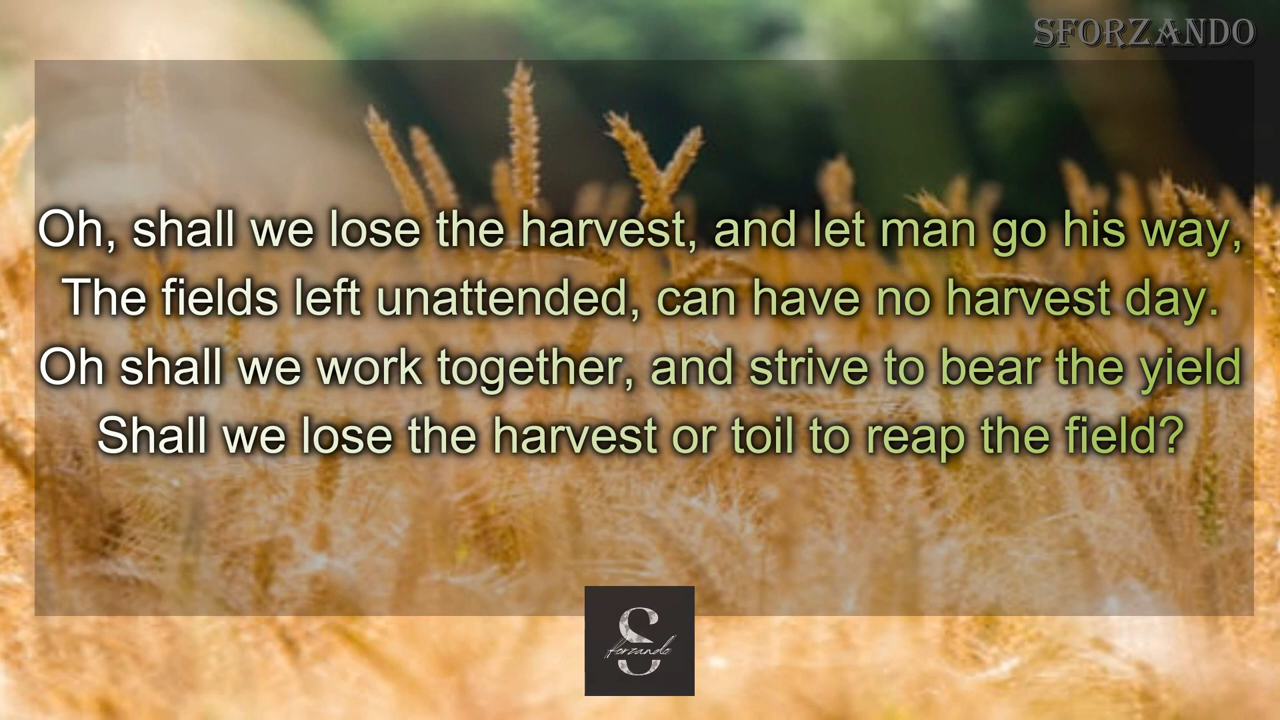 SFORZANDO
Oh, shall we lose the harvest, and let man go his way,
The fields left unattended, can have no harvest day.
Oh shall we work together, and strive to bear the yield
Shall we lose the harvest or toil to reap the field?
S
forzando